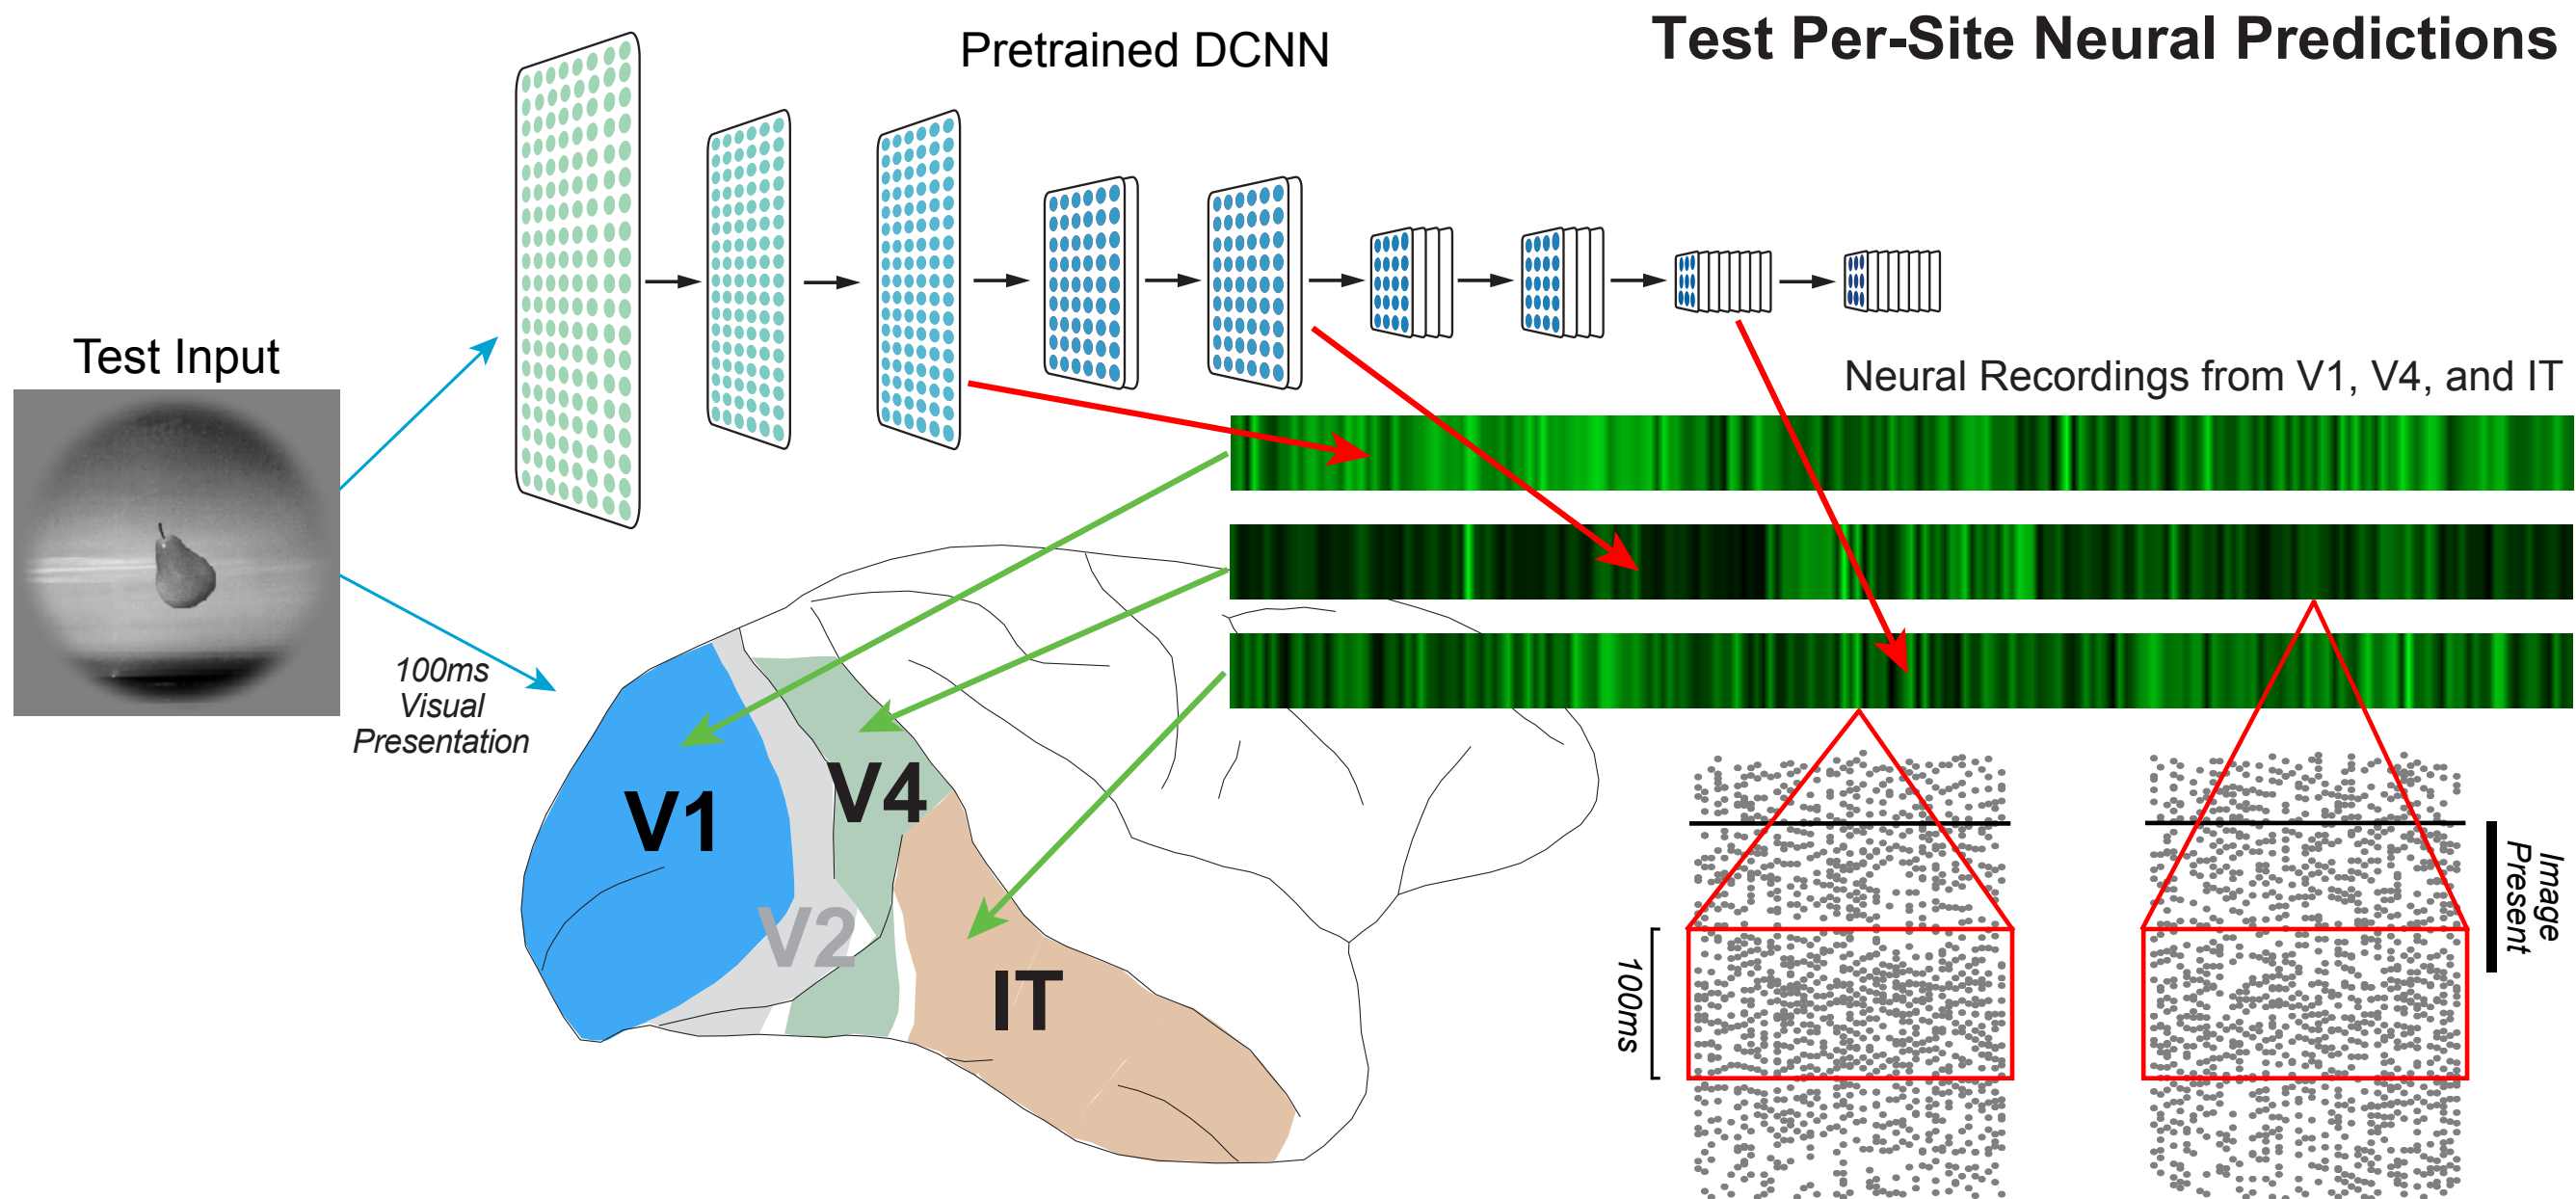 Test Per-Site Neural Predictions
Pretrained DCNN
Test Input
Neural Recordings from V1, V4, and IT
100ms
Visual
Presentation
V1
V4
V2
IT
100ms
Image
Present